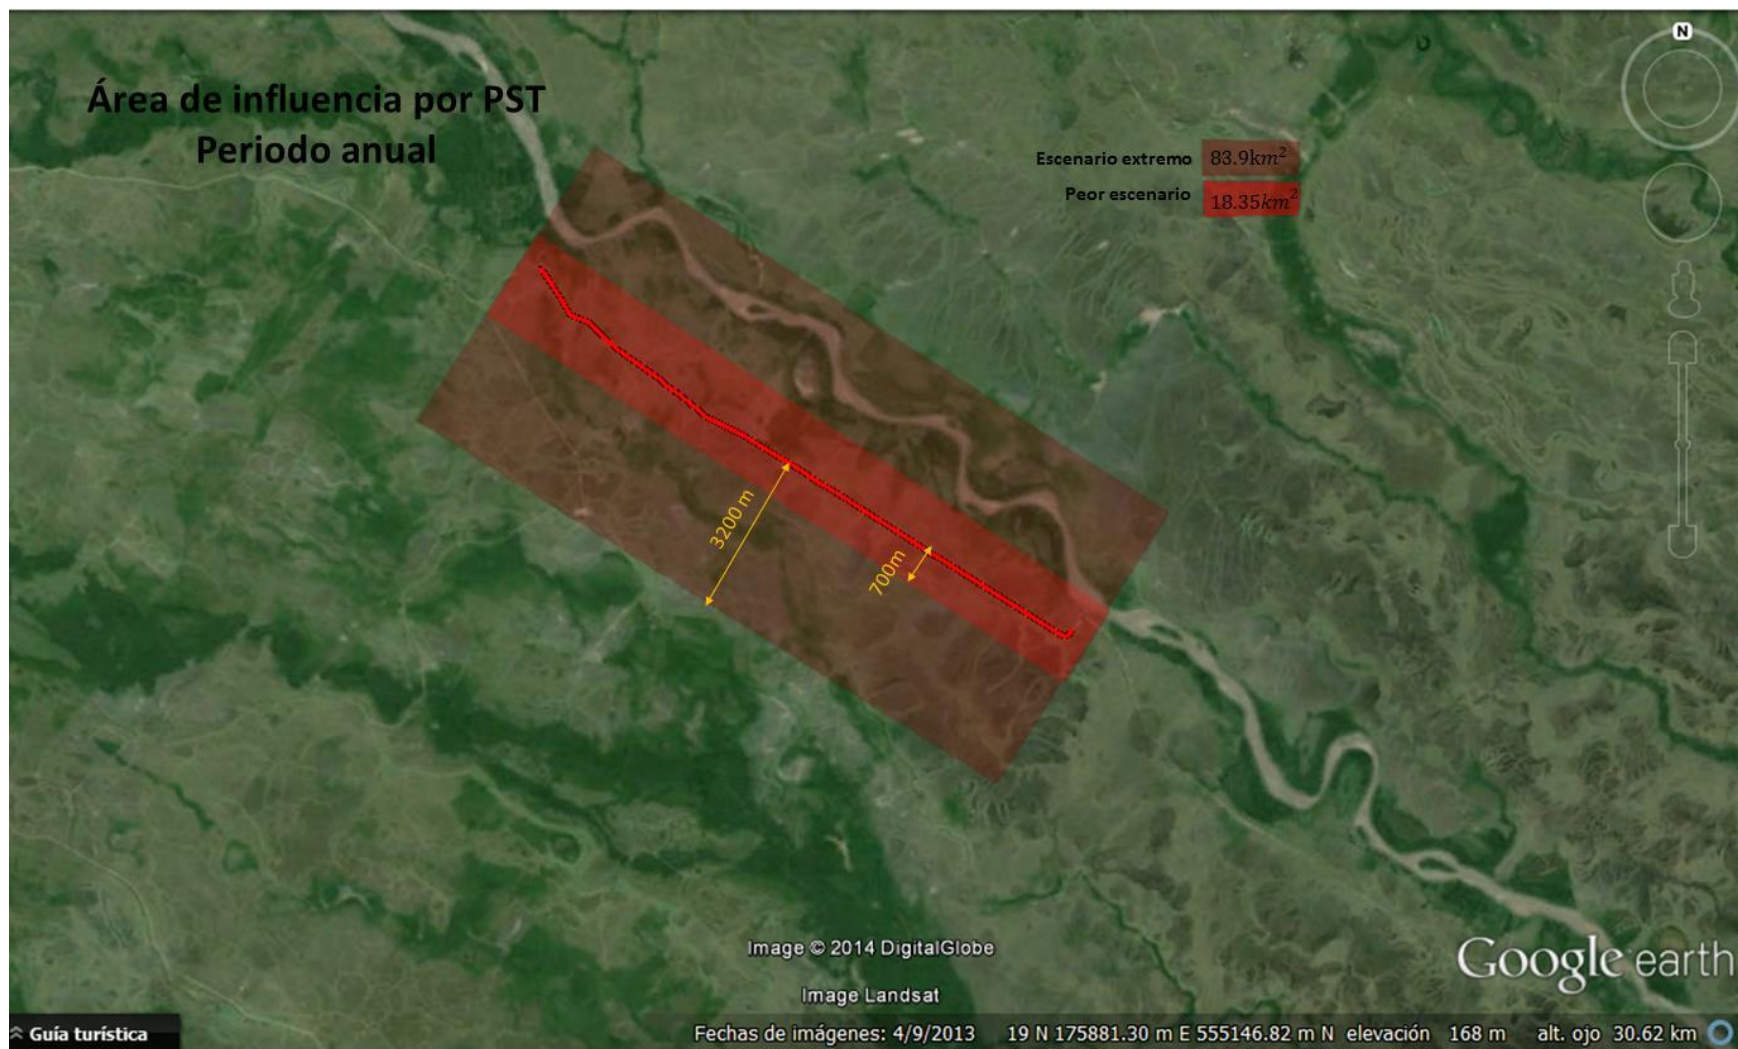 N
Área de influencia por PST
Periodo anual
Escenario extremo 83.9km²
Peor escenario 18.35km²
3200 m
700m
Image © 2014 DigitalGlobe
Google earth
Image Landsat
Guía turística
Fechas de imágenes: 4/9/2013 19 N 175881.30 m E 555146.82 m N elevación 168 m alt. ojo 30.62 km